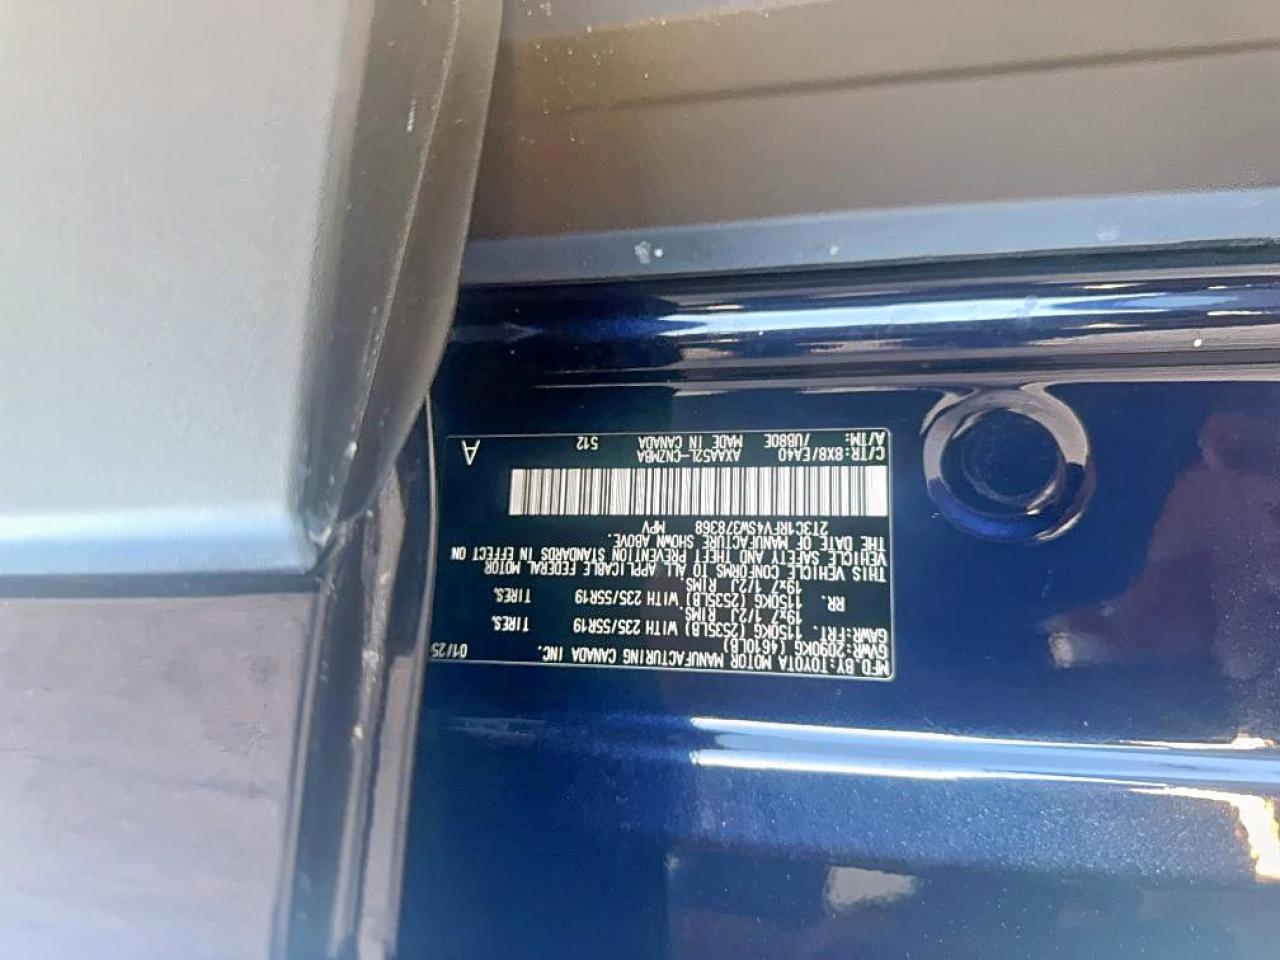 MFD BY: TOYOTA MOTOR MANUFACTURING CANADA INC. 01/25
GVWR: 2090KG (4610LB)
GAWR: FRT. 1150KG (2535LB) WITH 235/55R19 TIRES,
19x7 1/2J RIMS.
RR. 1150KG (2535LB) WITH 235/55R19 TIRES,
19x7 1/2J RIMS
THIS VEHICLE CONFORMS TO ALL APPLICABLE FEDERAL MOTOR
VEHICLE SAFETY AND THEFT PREVENTION STANDARDS IN EFFECT ON
THE DATE OF MANUFACTURE SHOWN ABOVE.
2T3C1RFV4SW378368 MPV
C/TR: 8X8/EA40 AXAA52L-CNZMBA A
A/TM: /UB80E MADE IN CANADA 512